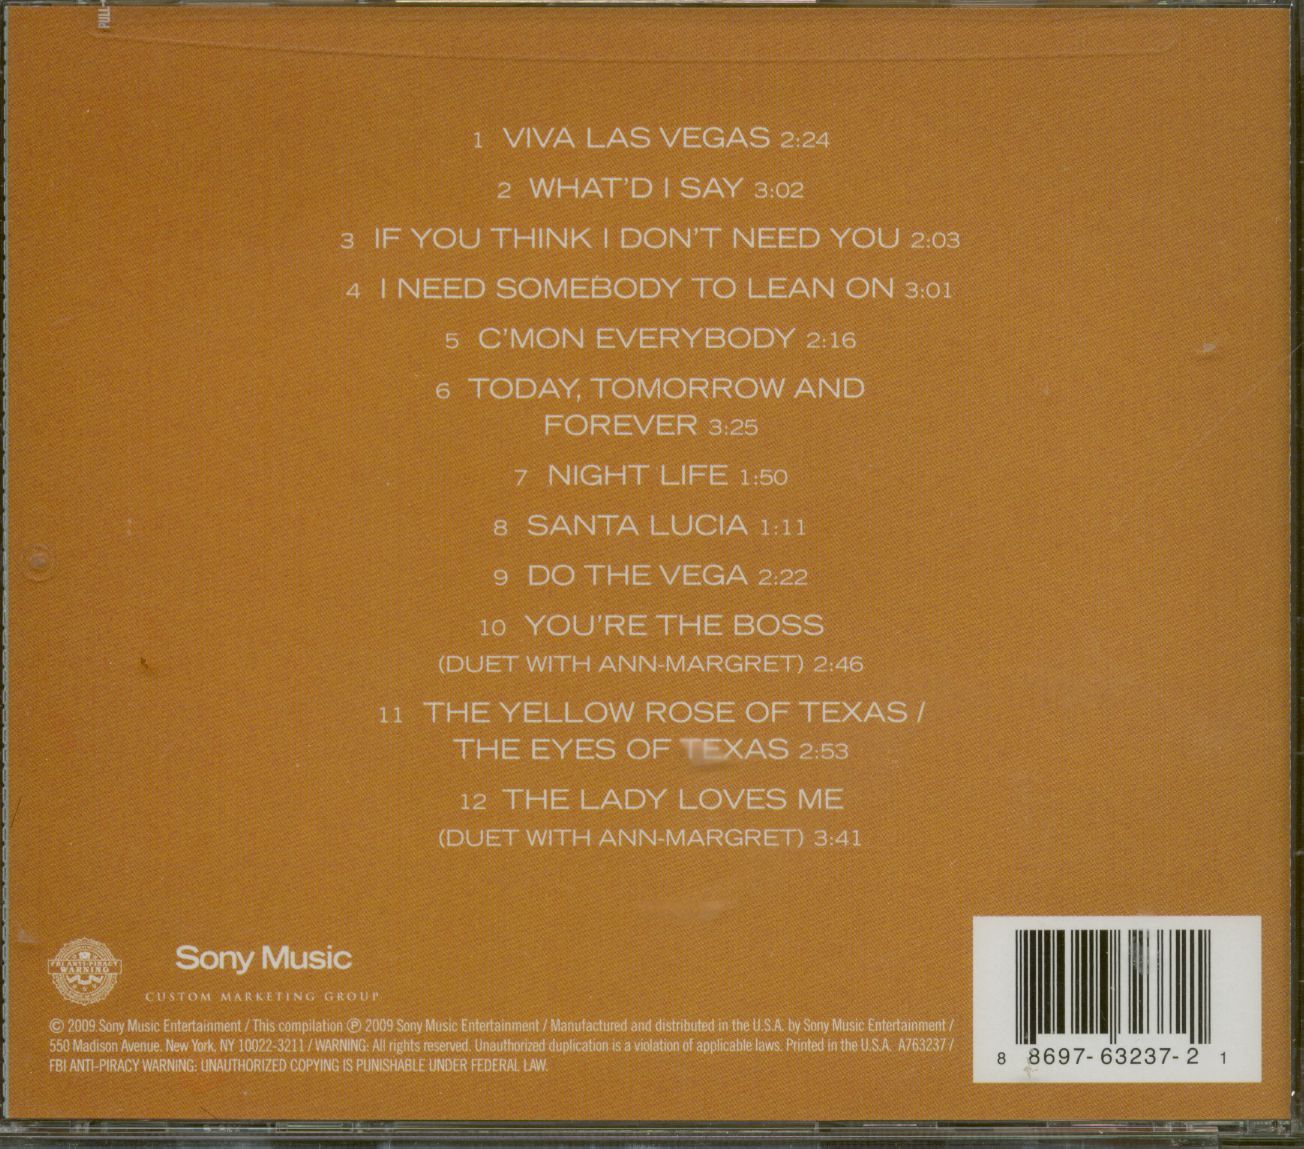 PULL
1 VIVA LAS VEGAS 2:24
2 WHAT'D I SAY 3:02
3 IF YOU THINK I DON'T NEED YOU 2:03
4 I NEED SOMEBODY TO LEAN ON 3:01
5 C'MON EVERYBODY 2:16
6 TODAY, TOMORROW AND
FOREVER 3:25
7 NIGHT LIFE 1:50
8 SANTA LUCIA 1:11
9 DO THE VEGA 2:22
10 YOU'RE THE BOSS
(DUET WITH ANN-MARGRET) 2:46
11 THE YELLOW ROSE OF TEXAS /
THE EYES OF TEXAS 2:53
12 THE LADY LOVES ME
(DUET WITH ANN-MARGRET) 3:41
FBI ANTI-PIRACY
WARNING
Sony Music
CUSTOM MARKETING GROUP
© 2009 Sony Music Entertainment / This compilation ℗ 2009 Sony Music Entertainment / Manufactured and distributed in the U.S.A. by Sony Music Entertainment /
550 Madison Avenue. New York, NY 10022-3211 / WARNING: All rights reserved. Unauthorized duplication is a violation of applicable laws. Printed in the U.S.A. A763237 /
FBI ANTI-PIRACY WARNING: UNAUTHORIZED COPYING IS PUNISHABLE UNDER FEDERAL LAW.
8 8697-63237-2 1